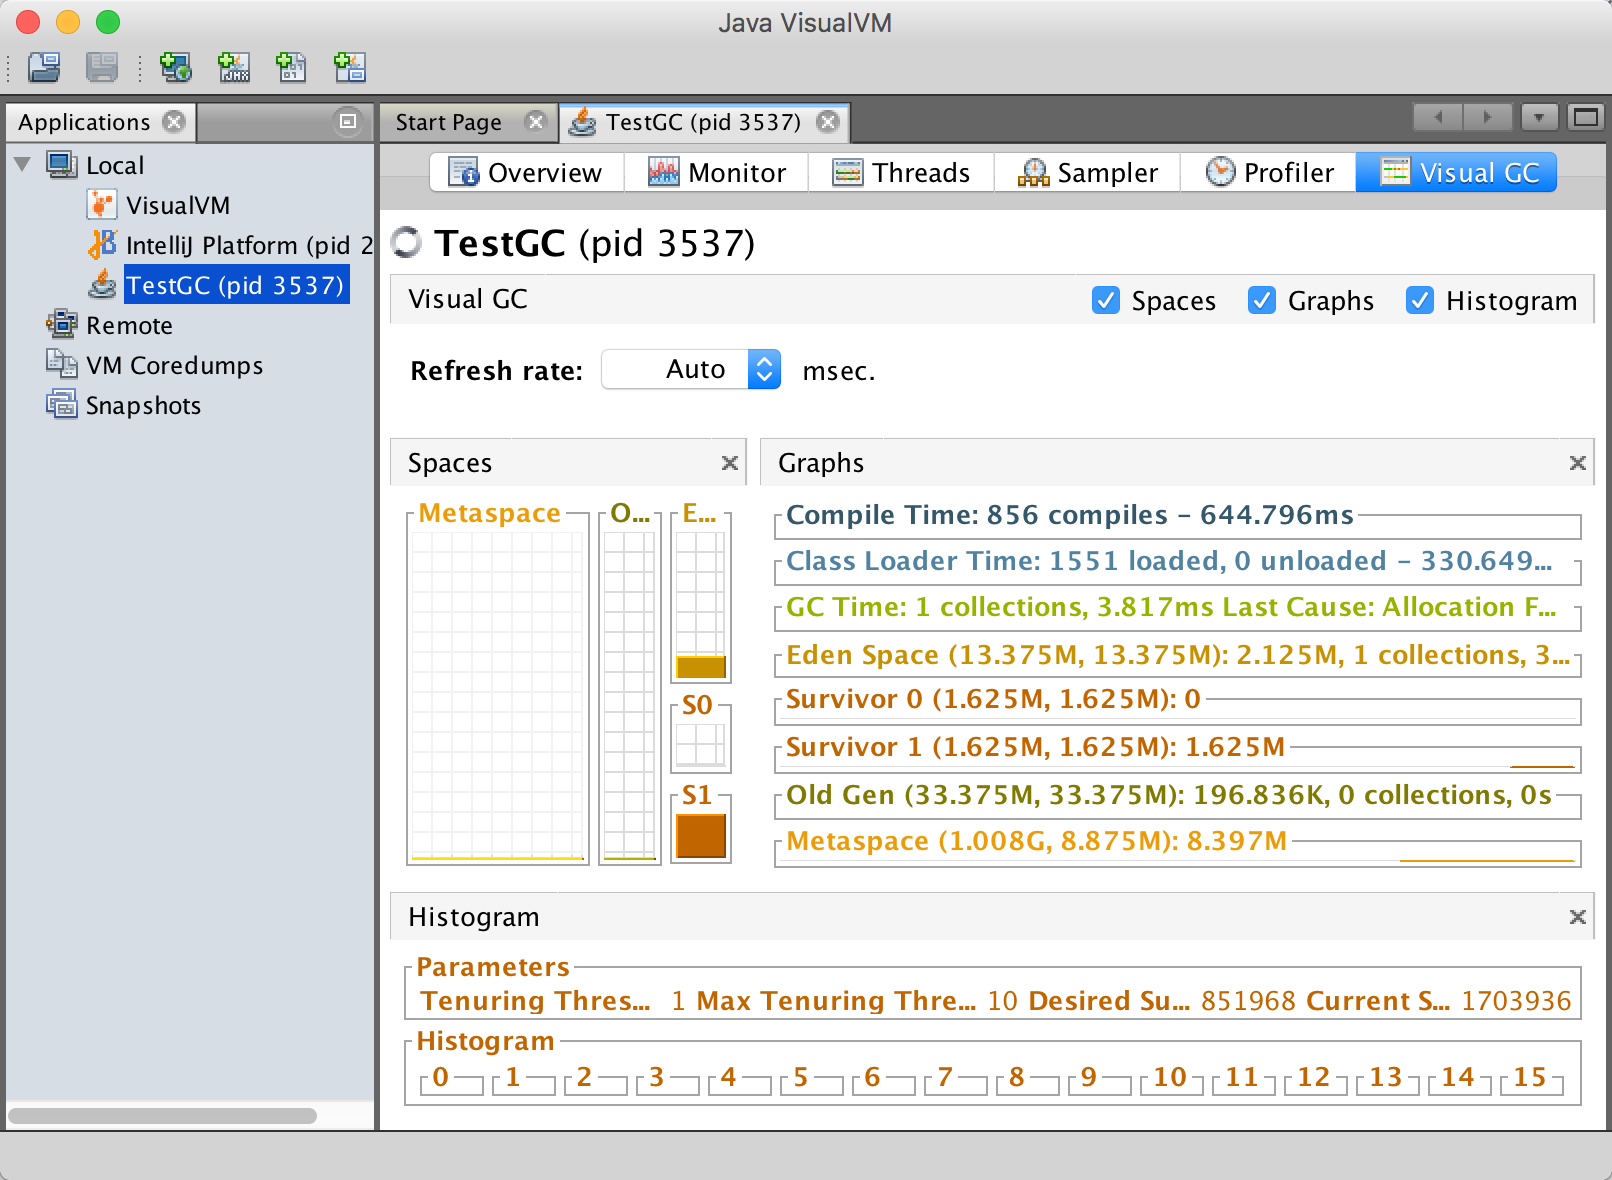 Java VisualVM
Applications
Start Page
TestGC (pid 3537)
Local
VisualVM
IntelliJ Platform (pid 2
TestGC (pid 3537)
Remote
VM Coredumps
Snapshots
Overview
Monitor
Threads
Sampler
Profiler
Visual GC
TestGC (pid 3537)
Visual GC
Spaces
Graphs
Histogram
Refresh rate: Auto msec.
Spaces
Metaspace
O...
E...
S0
S1
Graphs
Compile Time: 856 compiles - 644.796ms
Class Loader Time: 1551 loaded, 0 unloaded - 330.649...
GC Time: 1 collections, 3.817ms Last Cause: Allocation F...
Eden Space (13.375M, 13.375M): 2.125M, 1 collections, 3...
Survivor 0 (1.625M, 1.625M): 0
Survivor 1 (1.625M, 1.625M): 1.625M
Old Gen (33.375M, 33.375M): 196.836K, 0 collections, 0s
Metaspace (1.008G, 8.875M): 8.397M
Histogram
Parameters
Tenuring Thres... 1 Max Tenuring Thre... 10 Desired Su... 851968 Current S... 1703936
Histogram
0 1 2 3 4 5 6 7 8 9 10 11 12 13 14 15